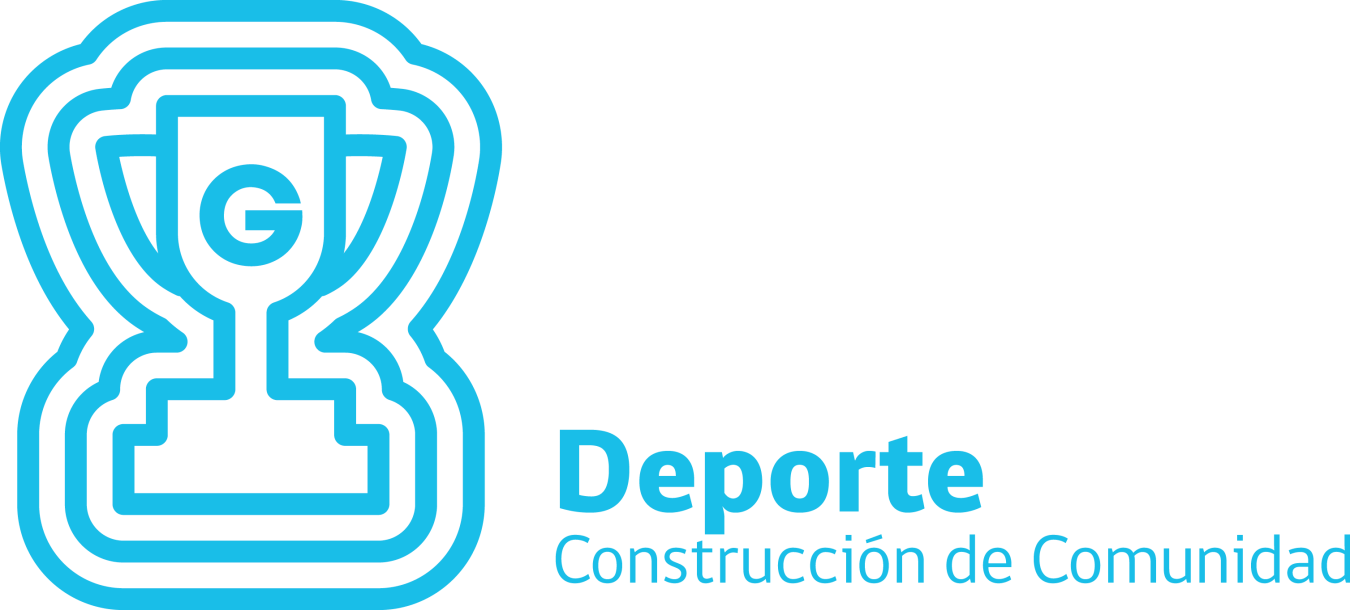 G
Deporte
Construcción de Comunidad